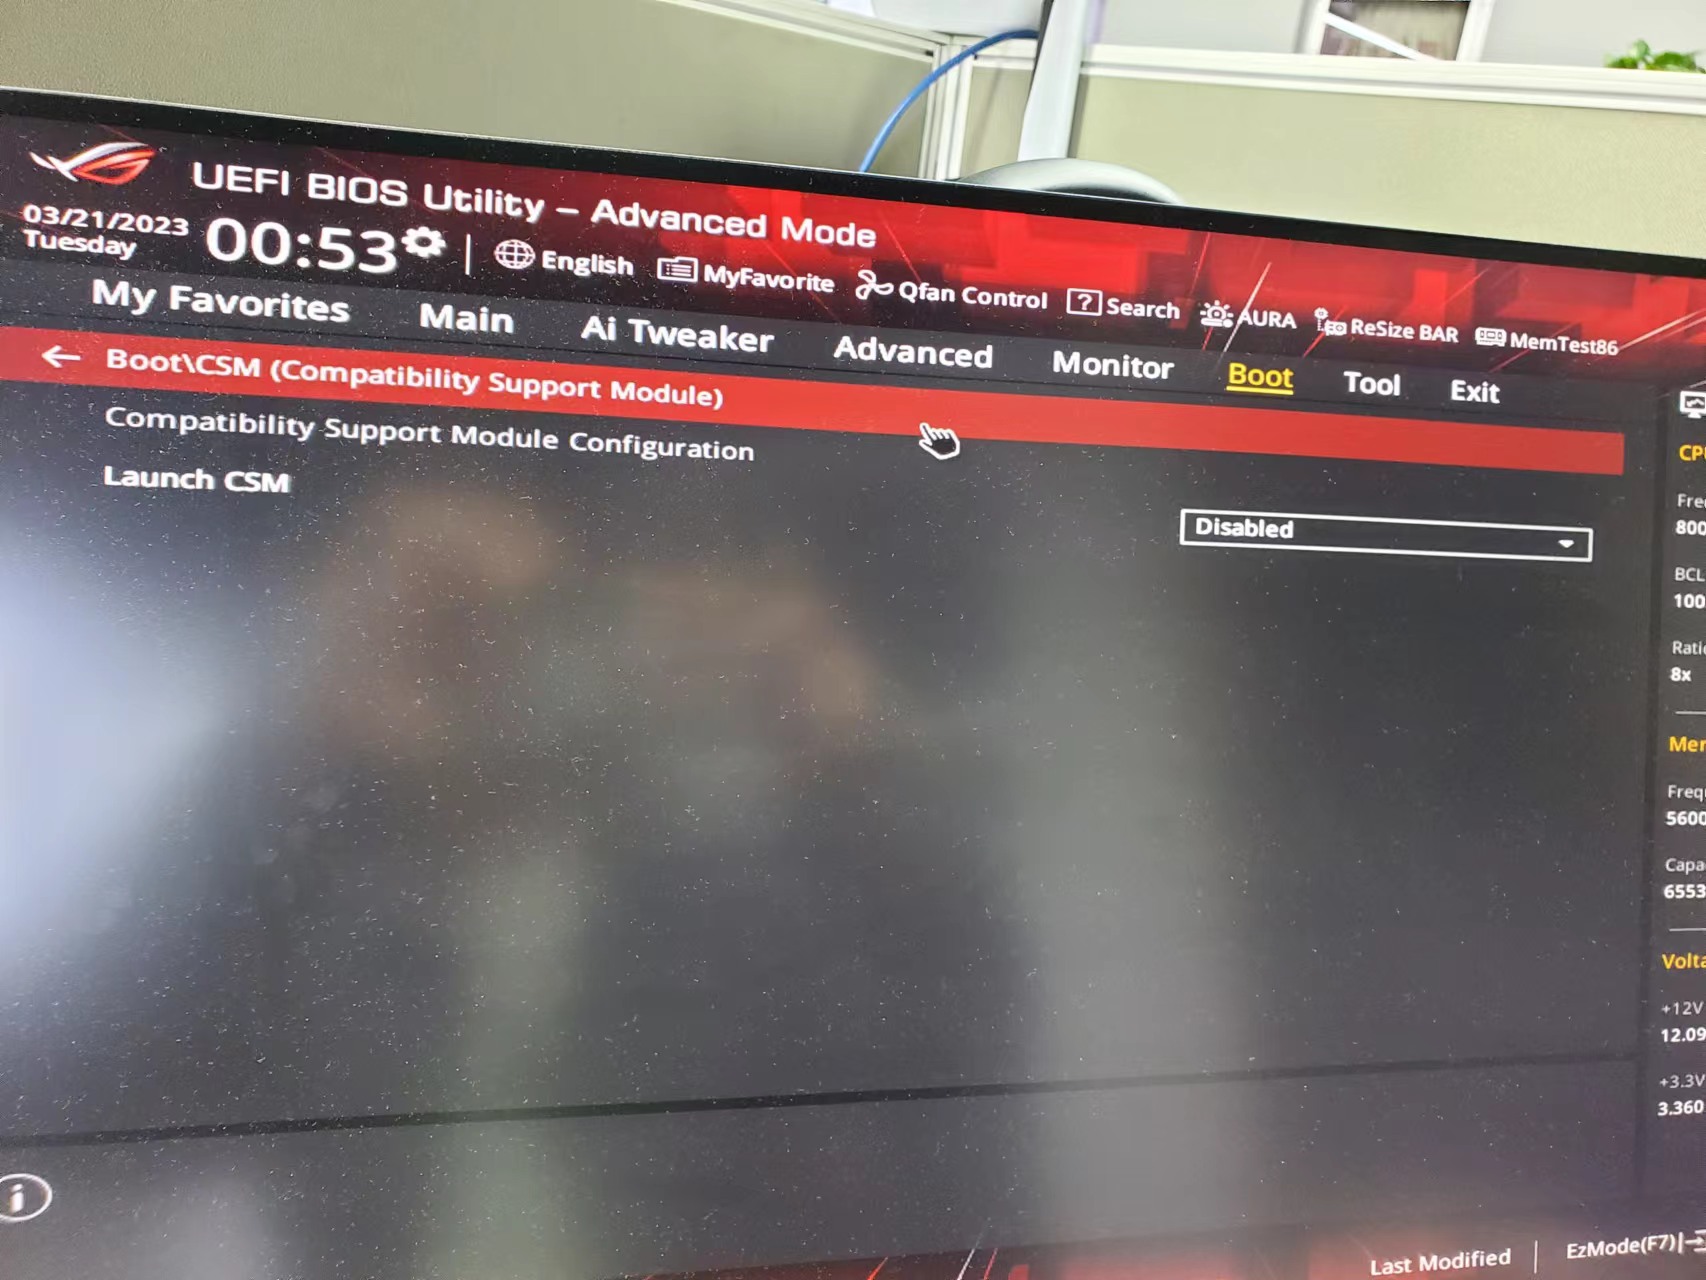 UEFI BIOS Utility – Advanced Mode
03/21/2023
Tuesday
00:53
English
MyFavorite
Qfan Control
? Search
AURA
ReSize BAR
MemTest86
My Favorites
Main
Ai Tweaker
Advanced
Monitor
Boot
Tool
Exit
Boot\CSM (Compatibility Support Module)
Compatibility Support Module Configuration
Launch CSM
Disabled
8x
+12V
12.09
+3.3V
3.360
i
Last Modified
EzMode(F7)